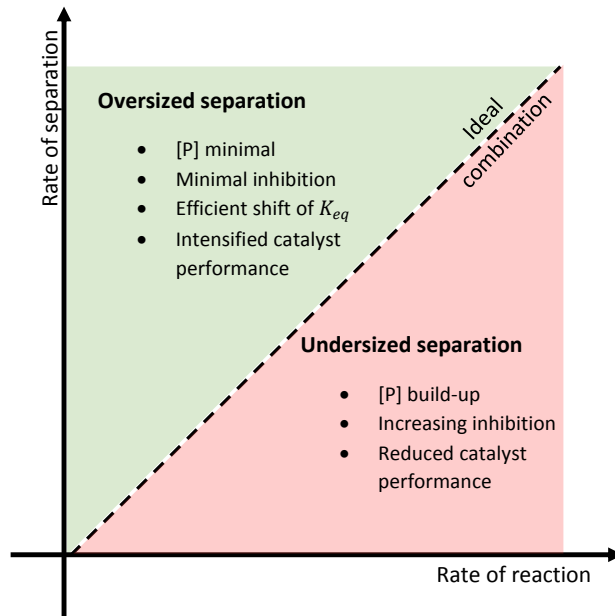 Rate of separation
Oversized separation
• [P] minimal
• Minimal inhibition
• Efficient shift of K_eq
• Intensified catalyst
performance
Ideal
combination
Undersized separation
• [P] build-up
• Increasing inhibition
• Reduced catalyst
performance
Rate of reaction